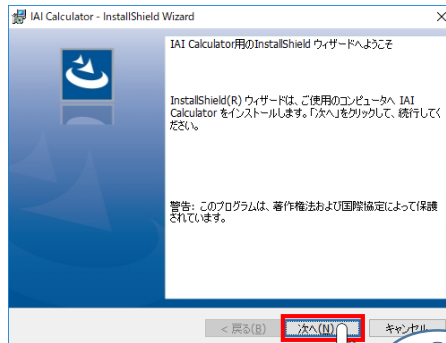 IAI Calculator - InstallShield Wizard
IAI Calculator用のInstallShield ウィザードへようこそ
InstallShield(R) ウィザードは、ご使用のコンピュータへ IAI
Calculator をインストールします。「次へ」をクリックして、続行してく
ださい。
警告: このプログラムは、著作権法および国際協定によって保護
されています。
< 戻る(B)
次へ(N)
キャンセル